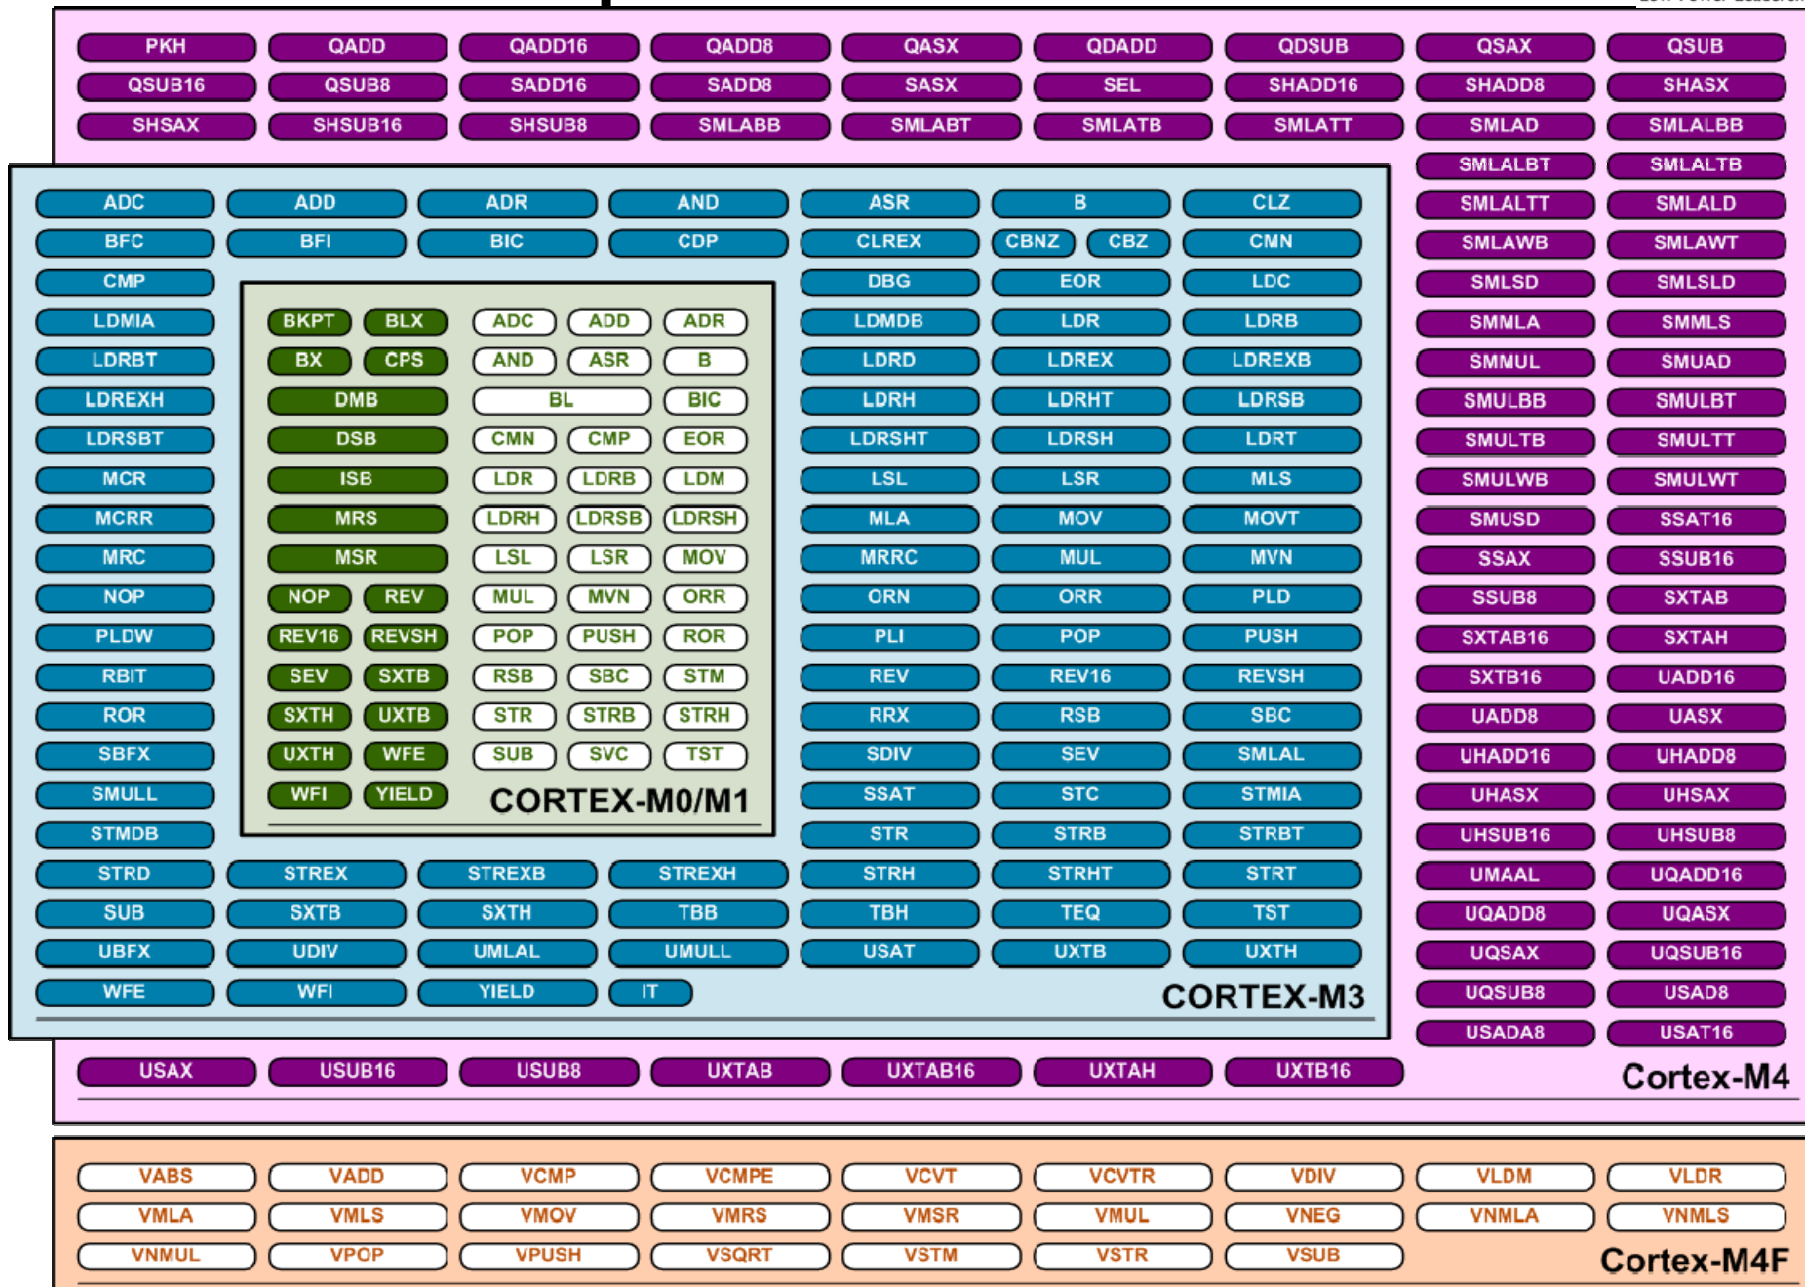 PKH QADD QADD16 QADD8 QASX QDADD QDSUB QSAX QSUB
QSUB16 QSUB8 SADD16 SADD8 SASX SEL SHADD16 SHADD8 SHASX
SHSAX SHSUB16 SHSUB8 SMLABB SMLABT SMLATB SMLATT SMLAD SMLALBB
SMLALBT SMLALTB
ADC ADD ADR AND ASR B CLZ SMLALTT SMLALD
BFC BFI BIC CDP CLREX CBNZ CBZ CMN SMLAWB SMLAWT
CMP DBG EOR LDC SMLSD SMLSLD
LDMIA BKPT BLX ADC ADD ADR LDMDB LDR LDRB SMMLA SMMLS
LDRBT BX CPS AND ASR B LDRD LDREX LDREXB SMMUL SMUAD
LDREXH DMB BL BIC LDRH LDRHT LDRSB SMULBB SMULBT
LDRSBT DSB CMN CMP EOR LDRSHT LDRSH LDRT SMULTB SMULTT
MCR ISB LDR LDRB LDM LSL LSR MLS SMULWB SMULWT
MCRR MRS LDRH LDRSB LDRSH MLA MOV MOVT SMUSD SSAT16
MRC MSR LSL LSR MOV MRRC MUL MVN SSAX SSUB16
NOP NOP REV MUL MVN ORR ORN ORR PLD SSUB8 SXTAB
PLDW REV16 REVSH POP PUSH ROR PLI POP PUSH SXTAB16 SXTAH
RBIT SEV SXTB RSB SBC STM REV REV16 REVSH SXTB16 UADD16
ROR SXTH UXTB STR STRB STRH RRX RSB SBC UADD8 UASX
SBFX UXTH WFE SUB SVC TST SDIV SEV SMLAL UHADD16 UHADD8
SMULL WFI YIELD CORTEX-M0/M1 SSAT STC STMIA UHASX UHSAX
STMDB STR STRB STRBT UHSUB16 UHSUB8
STRD STREX STREXB STREXH STRH STRHT STRT UMAAL UQADD16
SUB SXTB SXTH TBB TBH TEQ TST UQADD8 UQASX
UBFX UDIV UMLAL UMULL USAT UXTB UXTH UQSAX UQSUB16
WFE WFI YIELD IT CORTEX-M3 UQSUB8 USAD8
USADA8 USAT16
USAX USUB16 USUB8 UXTAB UXTAB16 UXTAH UXTB16 Cortex-M4
VABS VADD VCMP VCMPE VCVT VCVTR VDIV VLDM VLDR
VMLA VMLS VMOV VMRS VMSR VMUL VNEG VNMLA VNMLS
VNMUL VPOP VPUSH VSQRT VSTM VSTR VSUB Cortex-M4F